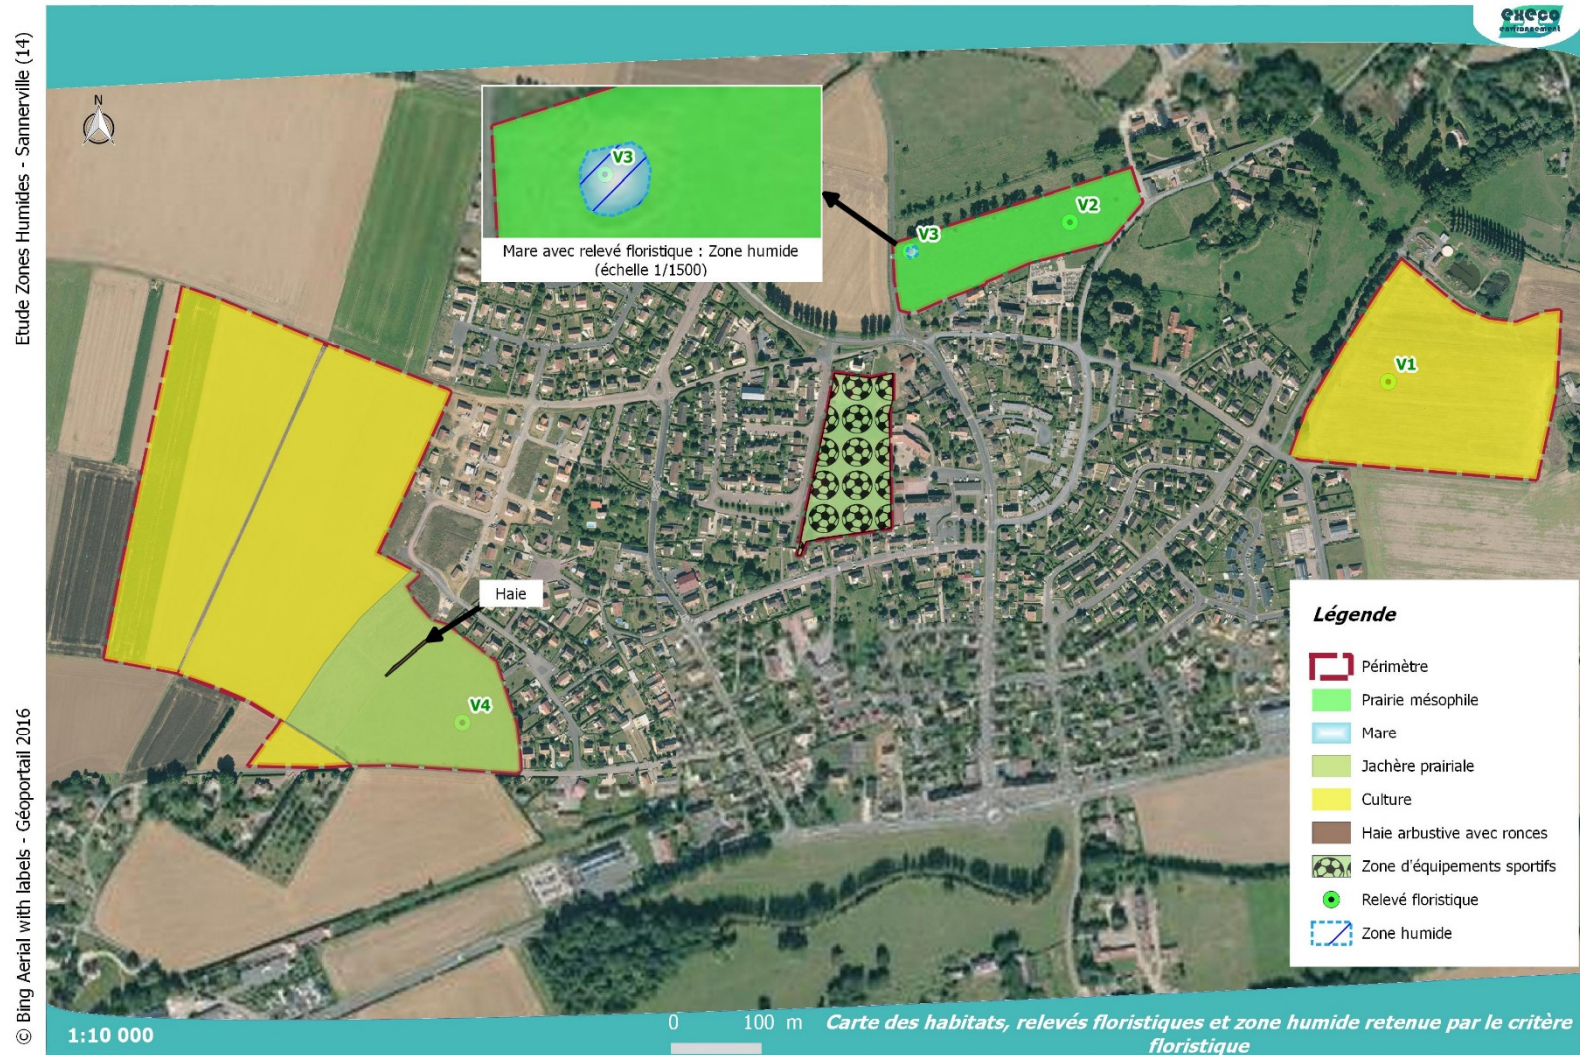 Etude Zones Humides - Sannerville (14)
© Bing Aerial with labels - Géoportail 2016
execo
environnement
N
V3
Mare avec relevé floristique : Zone humide
(échelle 1/1500)
V2
V3
V1
Haie
V4
Légende
Périmètre
Prairie mésophile
Mare
Jachère prairiale
Culture
Haie arbustive avec ronces
Zone d'équipements sportifs
Relevé floristique
Zone humide
1:10 000
0 100 m
Carte des habitats, relevés floristiques et zone humide retenue par le critère
floristique